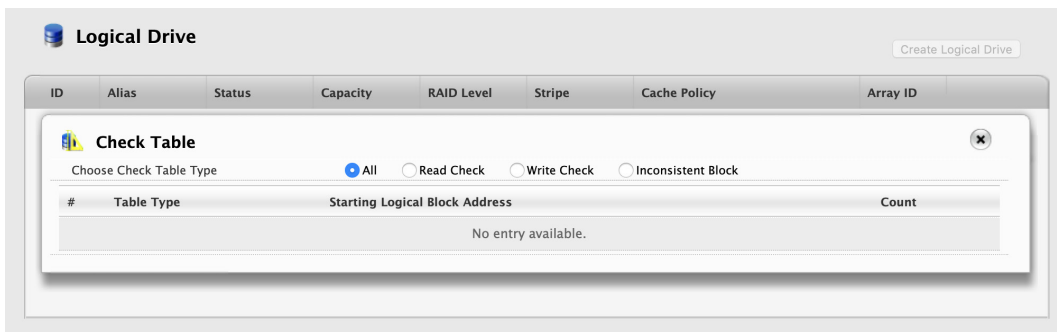 Logical Drive
Create Logical Drive
ID Alias Status Capacity RAID Level Stripe Cache Policy Array ID
Check Table
Choose Check Table Type All Read Check Write Check Inconsistent Block
# Table Type Starting Logical Block Address Count
No entry available.